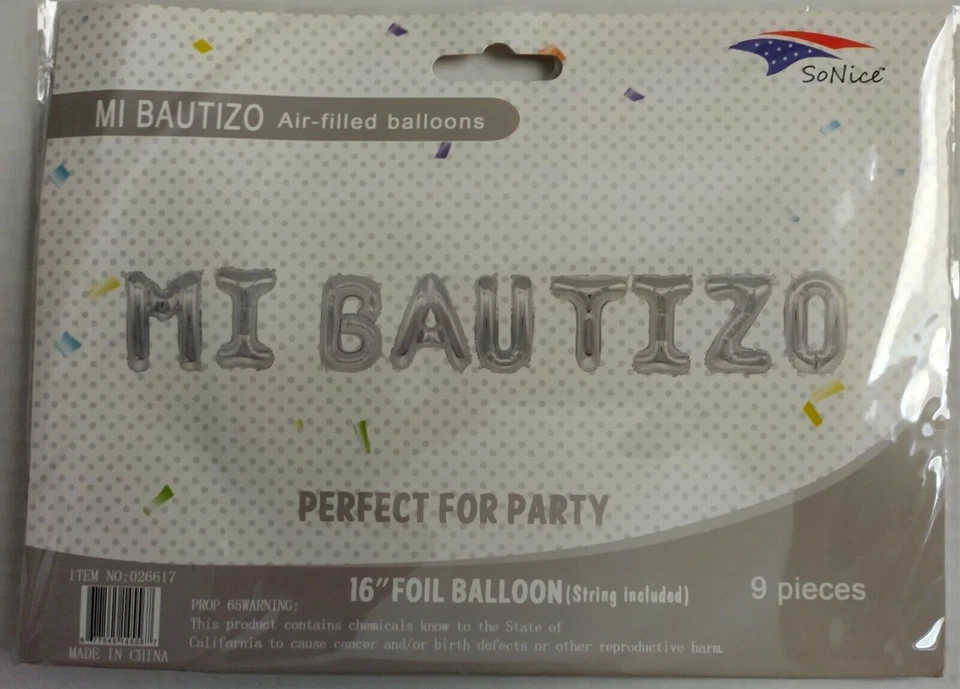 SoNice™
MI BAUTIZO Air-filled balloons
MI BAUTIZO
PERFECT FOR PARTY
ITEM NO:026617
16"FOIL BALLOON(String included)
9 pieces
PROP 65WARNING:
This product contains chemicals know to the State of
California to cause cancer and/or birth defects or other reproductive harm.
MADE IN CHINA